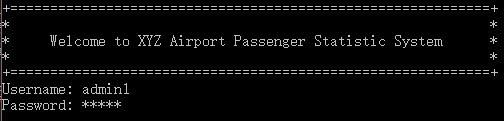 +============================================================+
*                                                            *
*     Welcome to XYZ Airport Passenger Statistic System      *
*                                                            *
+============================================================+
Username: admin1
Password: *****